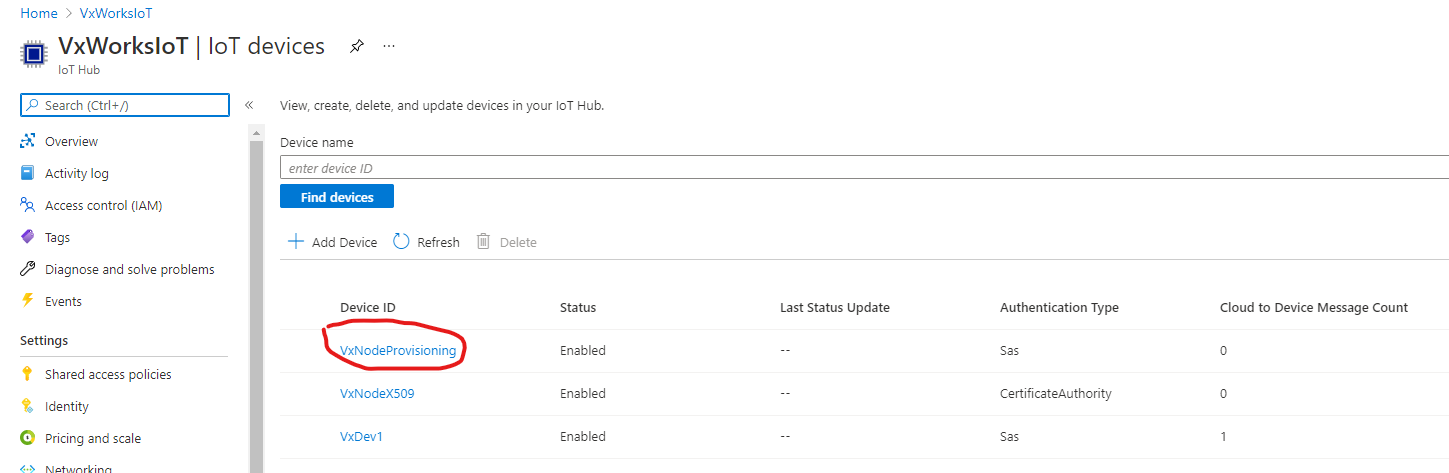 Home > VxWorksIoT
VxWorksIoT | IoT devices ...
IoT Hub
Search (Ctrl+/) «
Overview
Activity log
Access control (IAM)
Tags
Diagnose and solve problems
Events
Settings
Shared access policies
Identity
Pricing and scale
Networking
View, create, delete, and update devices in your IoT Hub.
Device name
enter device ID
Find devices
Add Device Refresh Delete
Device ID Status Last Status Update Authentication Type Cloud to Device Message Count
VxNodeProvisioning Enabled -- Sas 0
VxNodeX509 Enabled -- CertificateAuthority 0
VxDev1 Enabled -- Sas 1